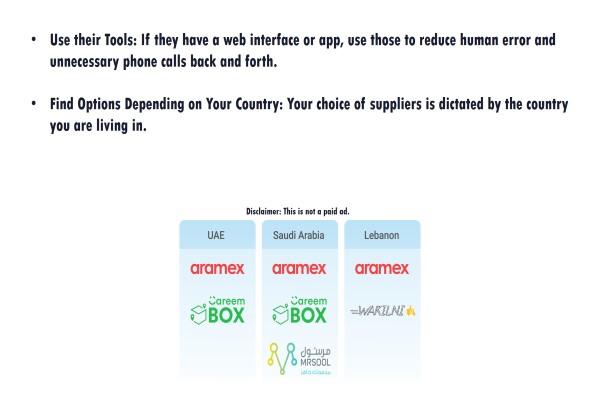 • Use their Tools: If they have a web interface or app, use those to reduce human error and
unnecessary phone calls back and forth.
• Find Options Depending on Your Country: Your choice of suppliers is dictated by the country
you are living in.
Disclaimer: This is not a paid ad.
UAE Saudi Arabia Lebanon
aramex aramex aramex
Careem Careem
BOX BOX WAKILNI
مرسول
MRSOOL